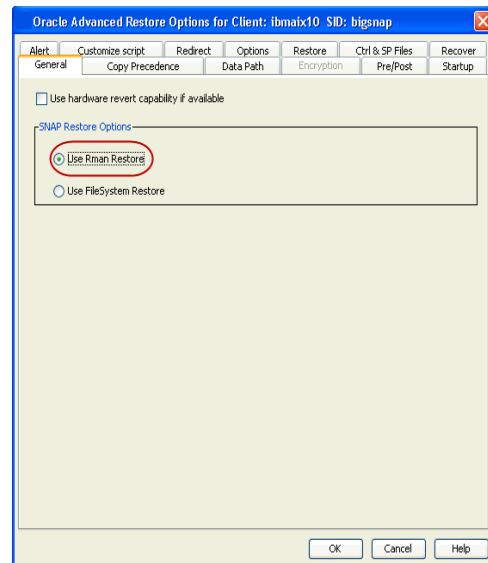 Oracle Advanced Restore Options for Client: ibmaix10 SID: bigsnap
Alert Customize script Redirect Options Restore Ctrl & SP Files Recover
General Copy Precedence Data Path Encryption Pre/Post Startup
Use hardware revert capability if available
SNAP Restore Options
Use Rman Restore
Use FileSystem Restore
OK Cancel Help